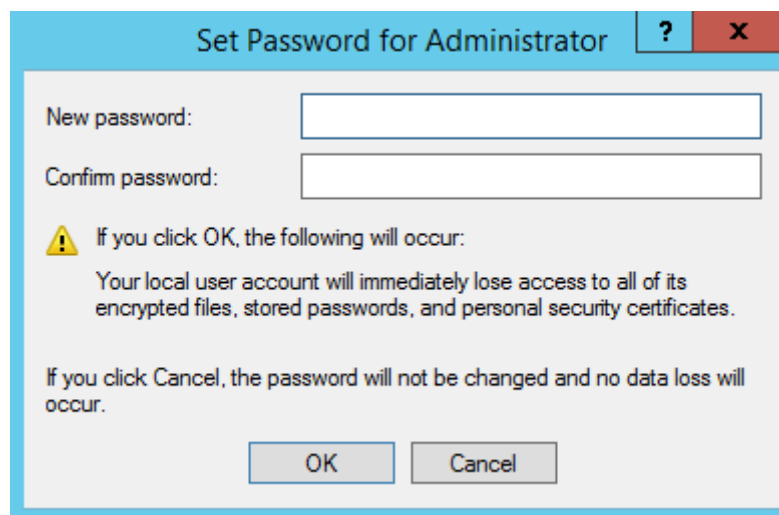 Set Password for Administrator
?
x
New password:
Confirm password:
If you click OK, the following will occur:
Your local user account will immediately lose access to all of its
encrypted files, stored passwords, and personal security certificates.
If you click Cancel, the password will not be changed and no data loss will
occur.
OK
Cancel